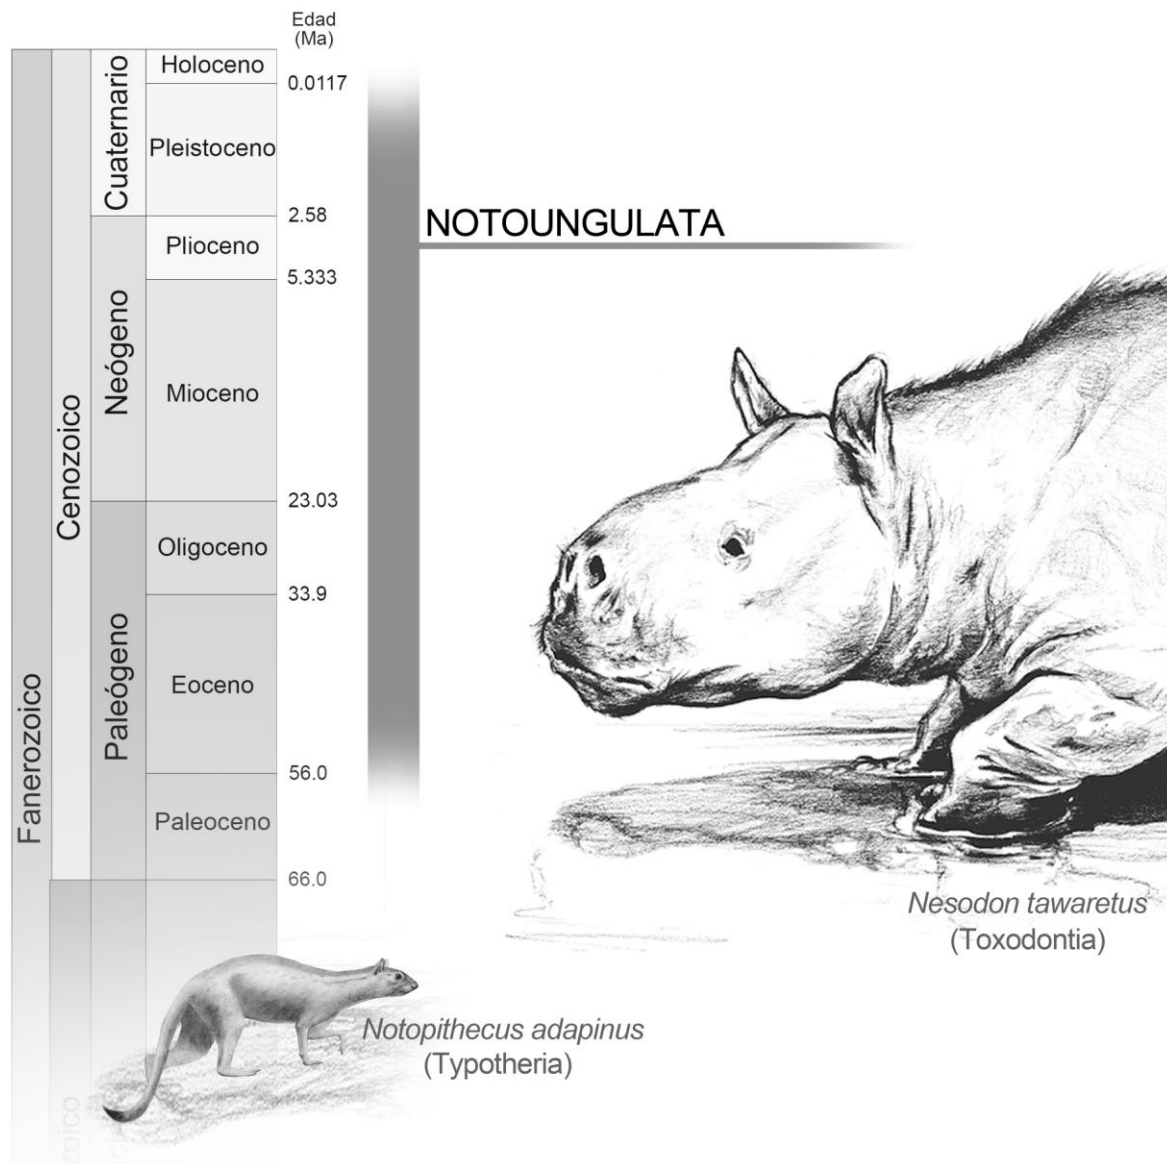 Edad
(Ma)
Holoceno
0.0117
Cuaternario
Pleistoceno
2.58
NOTOUNGULATA
Plioceno
5.333
Neógeno
Mioceno
Cenozoico
23.03
Oligoceno
33.9
Paleógeno
Eoceno
Fanerozoico
56.0
Paleoceno
66.0
Nesodon tawaretus
(Toxodontia)
Notopithecus adapinus
(Typotheria)
zoico